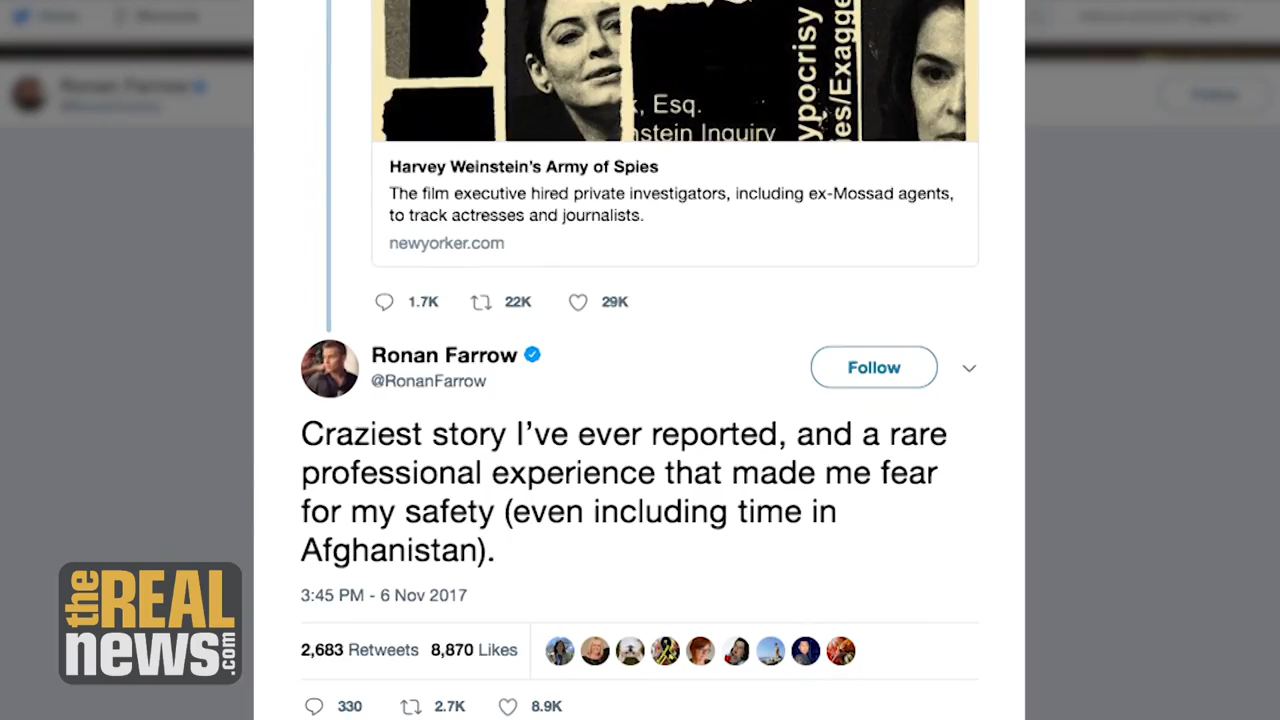 k, Esq.
nstein Inquiry
ypocrisy
es/Exagge
Harvey Weinstein's Army of Spies
The film executive hired private investigators, including ex-Mossad agents,
to track actresses and journalists.
newyorker.com
1.7K 22K 29K
Ronan Farrow
@RonanFarrow
Follow
Craziest story I've ever reported, and a rare
professional experience that made me fear
for my safety (even including time in
Afghanistan).
3:45 PM - 6 Nov 2017
2,683 Retweets 8,870 Likes
330 2.7K 8.9K
the REAL
news.com